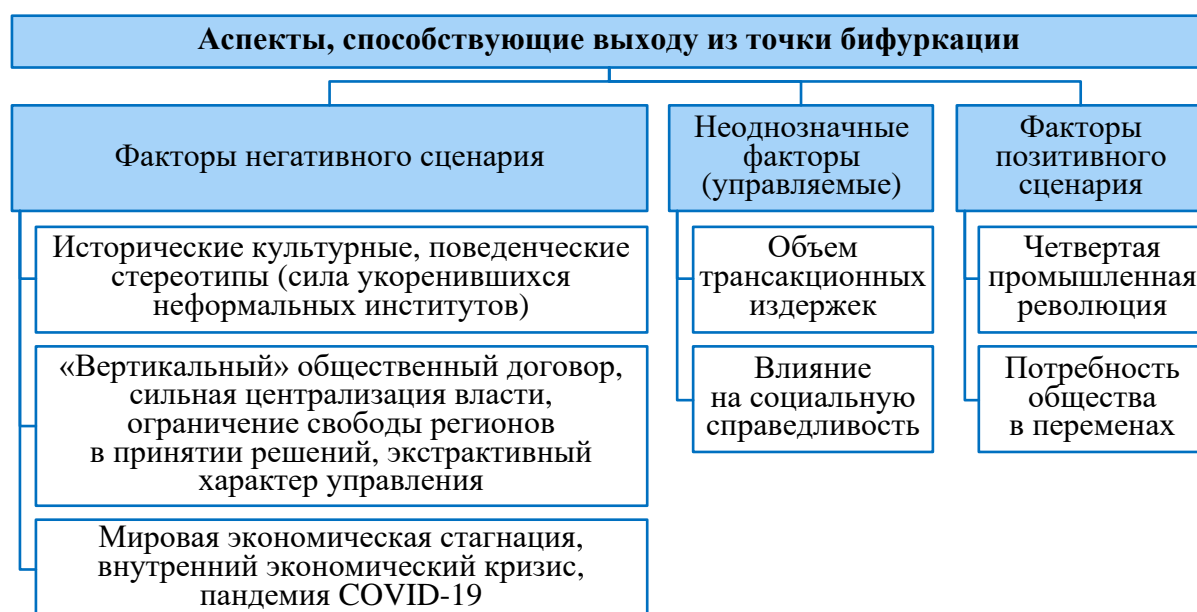 Аспекты, способствующие выходу из точки бифуркации
Факторы негативного сценария
Исторические культурные, поведенческие
стереотипы (сила укоренившихся
неформальных институтов)
«Вертикальный» общественный договор,
сильная централизация власти,
ограничение свободы регионов
в принятии решений, экстрактивный
характер управления
Мировая экономическая стагнация,
внутренний экономический кризис,
пандемия COVID-19
Неоднозначные
факторы
(управляемые)
Объем
трансакционных
издержек
Влияние
на социальную
справедливость
Факторы
позитивного
сценария
Четвертая
промышленная
революция
Потребность
общества
в переменах